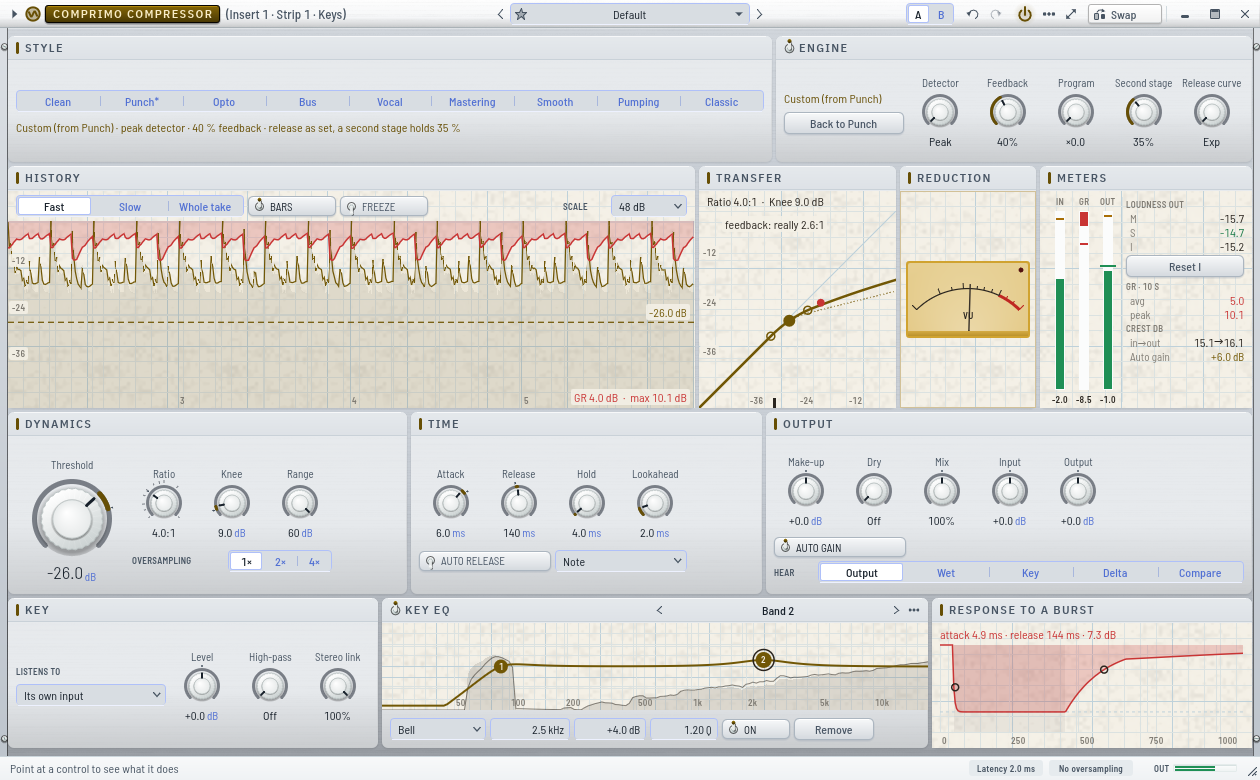 COMPRIMO COMPRESSOR (Insert 1 · Strip 1 · Keys) Default A B Swap
STYLE
Clean Punch* Opto Bus Vocal Mastering Smooth Pumping Classic
Custom (from Punch) · peak detector · 40 % feedback · release as set, a second stage holds 35 %
ENGINE
Custom (from Punch)
Back to Punch
Detector Feedback Program Second stage Release curve
Peak 40% ×0.0 35% Exp
HISTORY
Fast Slow Whole take BARS FREEZE SCALE 48 dB
-12
-24
-26.0 dB
-36
3 4 5
GR 4.0 dB · max 10.1 dB
TRANSFER
Ratio 4.0:1 · Knee 9.0 dB
feedback: really 2.6:1
-12
-24
-36
-36 -24 -12
REDUCTION
VU
METERS
IN GR OUT
-2.0 -8.5 -1.0
LOUDNESS OUT
M -15.7
S -14.7
I -15.2
Reset I
GR · 10 S
avg 5.0
peak 10.1
CREST DB
in→out 15.1→16.1
Auto gain +6.0 dB
DYNAMICS
Threshold Ratio Knee Range
-26.0 dB 4.0:1 9.0 dB 60 dB
OVERSAMPLING 1× 2× 4×
TIME
Attack Release Hold Lookahead
6.0 ms 140 ms 4.0 ms 2.0 ms
AUTO RELEASE Note
OUTPUT
Make-up Dry Mix Input Output
+0.0 dB Off 100% +0.0 dB +0.0 dB
AUTO GAIN
HEAR Output Wet Key Delta Compare
KEY
LISTENS TO
Its own input
Level High-pass Stereo link
+0.0 dB Off 100%
KEY EQ Band 2
1 2
50 100 200 500 1k 2k 5k 10k
Bell 2.5 kHz +4.0 dB 1.20 Q ON Remove
RESPONSE TO A BURST
attack 4.9 ms · release 144 ms · 7.3 dB
0 250 500 750 1000
Point at a control to see what it does
Latency 2.0 ms No oversampling OUT